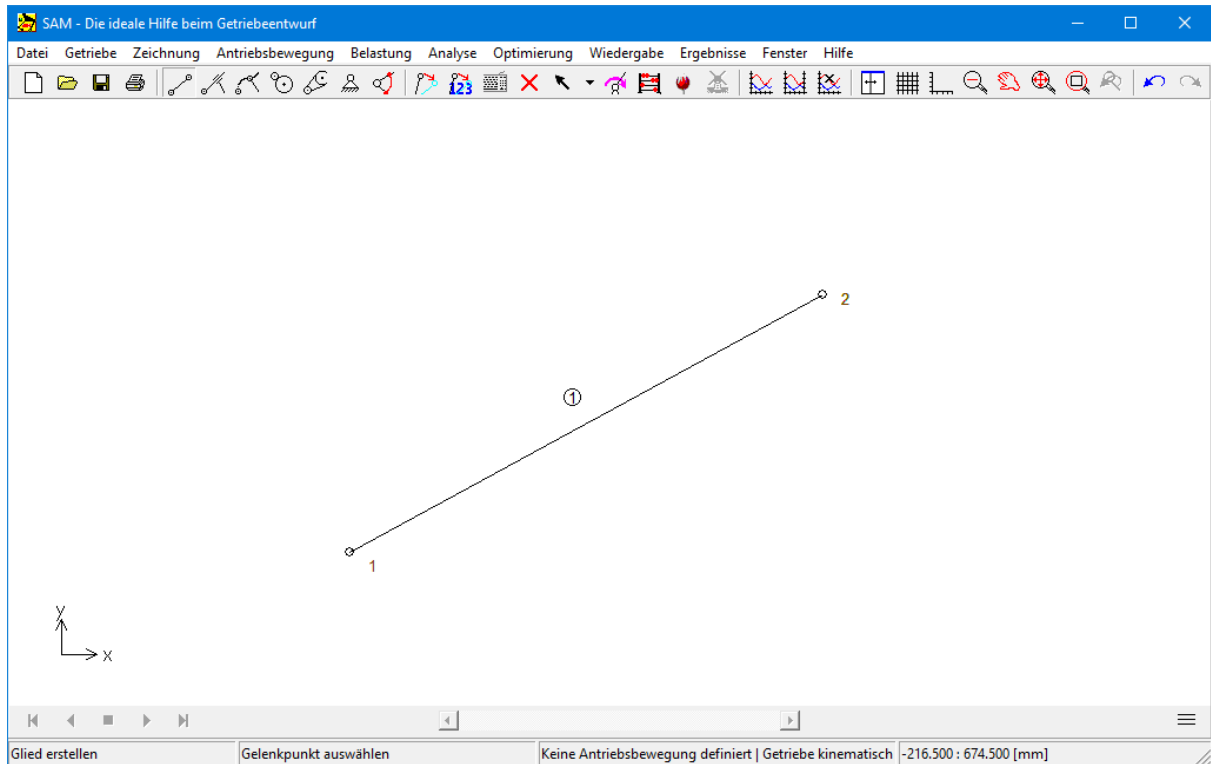 SAM - Die ideale Hilfe beim Getriebeentwurf
Datei Getriebe Zeichnung Antriebsbewegung Belastung Analyse Optimierung Wiedergabe Ergebnisse Fenster Hilfe
123
2
1
1
y
x
Glied erstellen Gelenkpunkt auswählen Keine Antriebsbewegung definiert | Getriebe kinematisch -216.500 : 674.500 [mm]